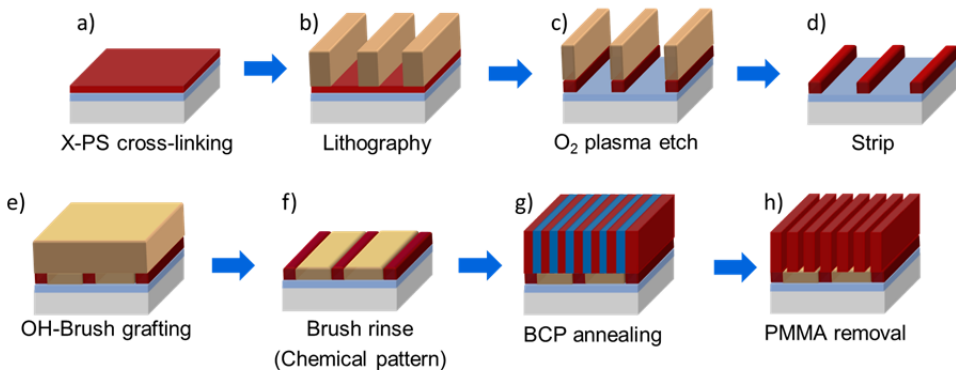 a)
b)
c)
d)
X-PS cross-linking
Lithography
O₂ plasma etch
Strip
e)
f)
g)
h)
OH-Brush grafting
Brush rinse
(Chemical pattern)
BCP annealing
PMMA removal